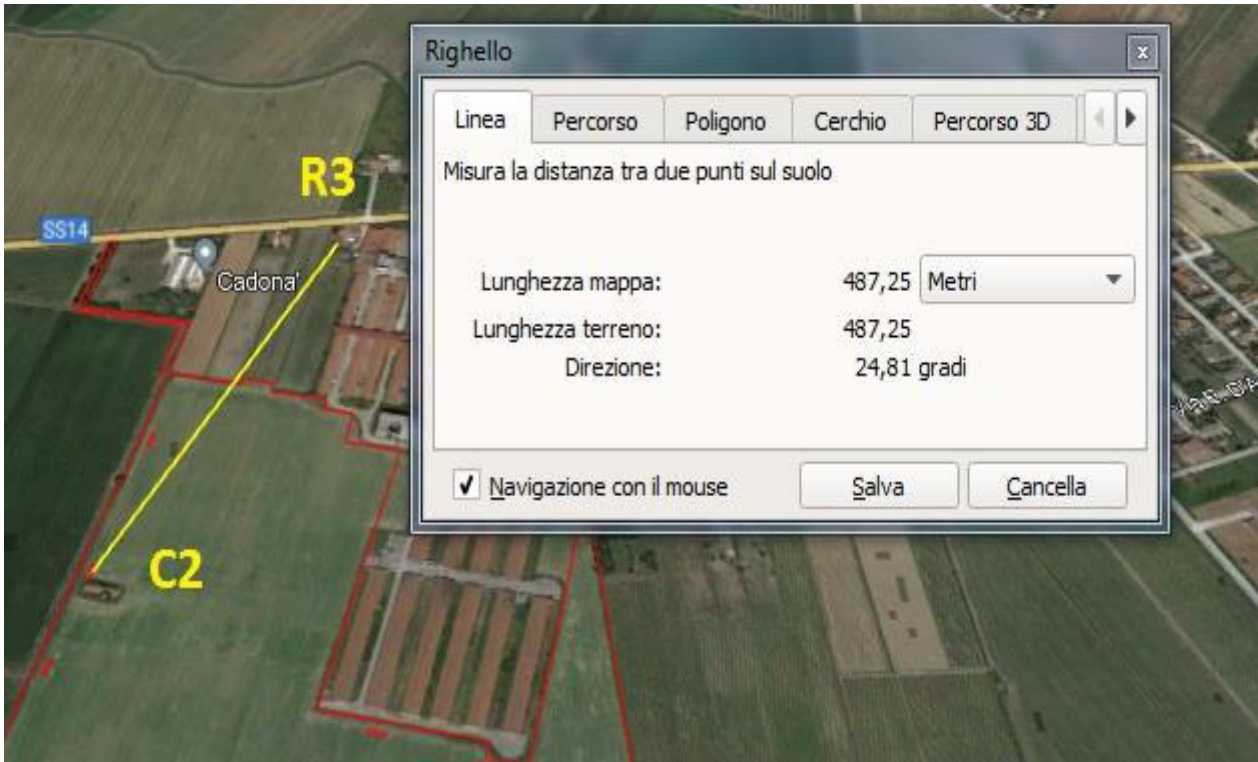 Righello
Linea
Percorso
Poligono
Cerchio
Percorso 3D
Misura la distanza tra due punti sul suolo
Lunghezza mappa: 487,25 Metri
Lunghezza terreno: 487,25
Direzione: 24,81 gradi
Navigazione con il mouse
Salva
Cancella
R3
SS14
Cadona'
C2